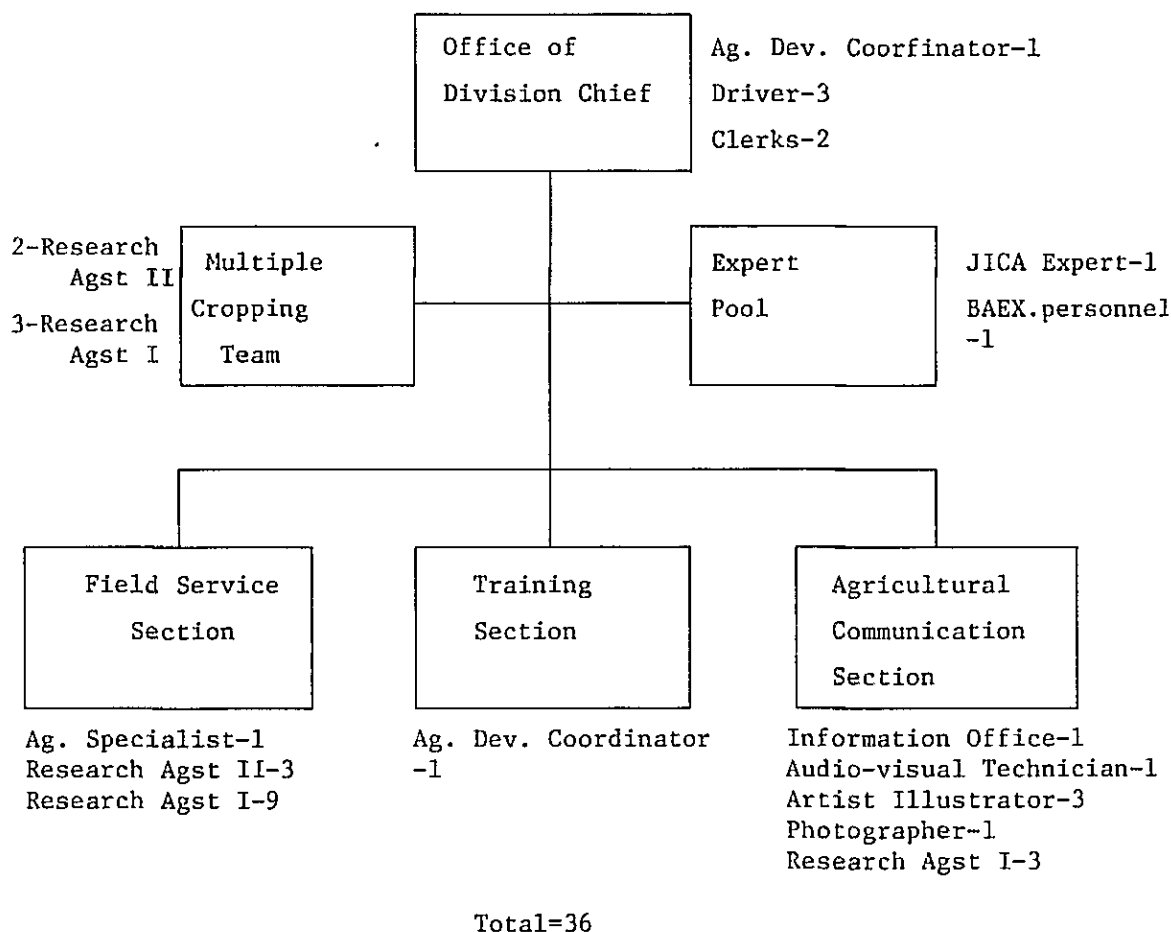 Office of
Division Chief
Ag. Dev. Coorfinator-1
Driver-3
Clerks-2
2-Research
Agst II
3-Research
Agst I
Multiple
Cropping
Team
Expert
Pool
JICA Expert-1
BAEX.personnel
-1
Field Service
Section
Training
Section
Agricultural
Communication
Section
Ag. Specialist-1
Research Agst II-3
Research Agst I-9
Ag. Dev. Coordinator
-1
Information Office-1
Audio-visual Technician-1
Artist Illustrator-3
Photographer-1
Research Agst I-3
Total=36